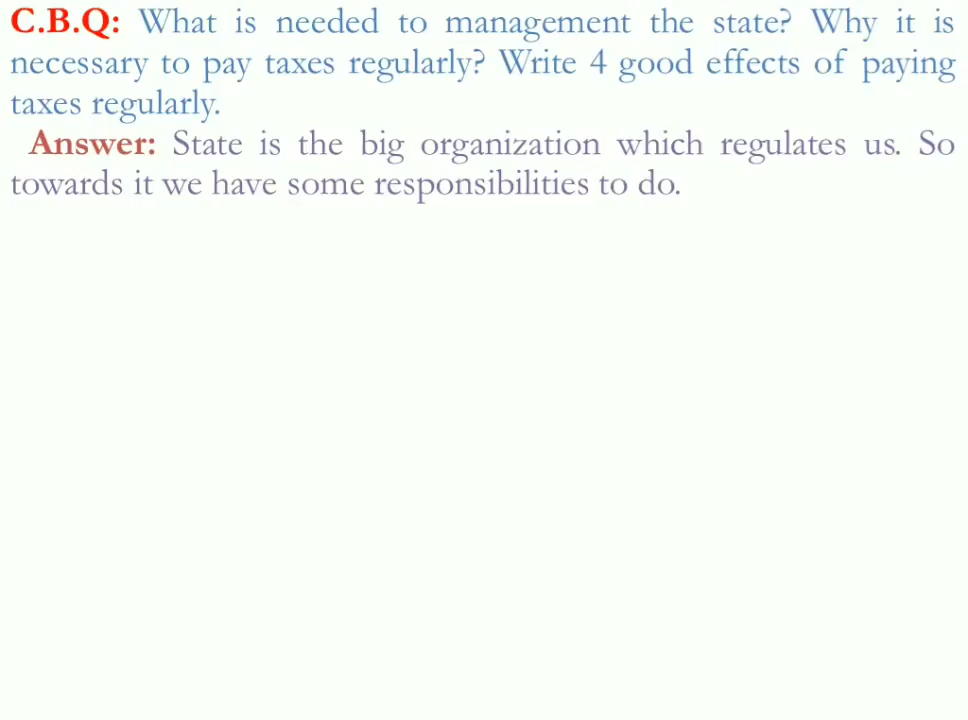 C.B.Q: What is needed to management the state? Why it is
necessary to pay taxes regularly? Write 4 good effects of paying
taxes regularly.
Answer: State is the big organization which regulates us. So
towards it we have some responsibilities to do.